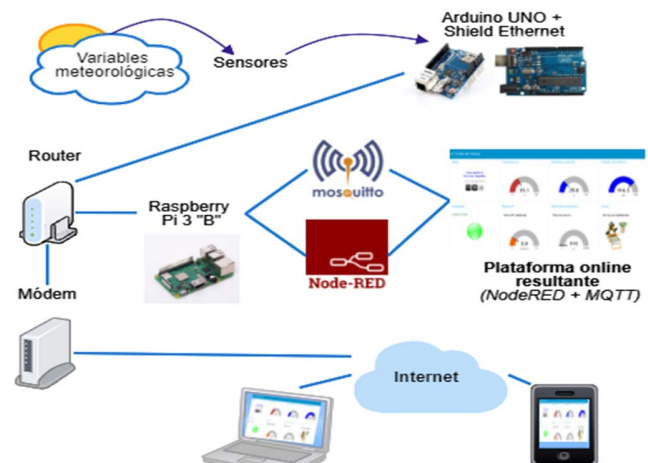 Variables
meteorológicas
Sensores
Arduino UNO +
Shield Ethernet
Router
Raspberry
Pi 3 "B"
mosquitto
Node-RED
Plataforma online
resultante
(NodeRED + MQTT)
Módem
Internet